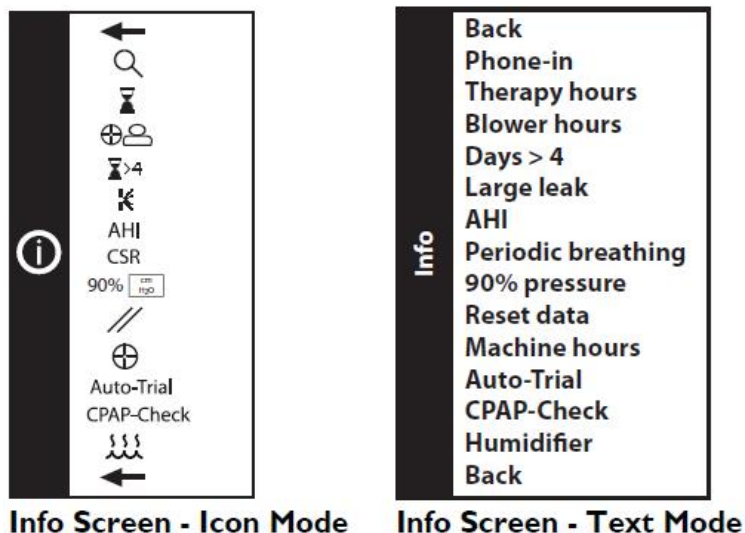 >4
AHI
CSR
90% cm H2O
Auto-Trial
CPAP-Check
Info Screen - Icon Mode
Info
Back
Phone-in
Therapy hours
Blower hours
Days > 4
Large leak
AHI
Periodic breathing
90% pressure
Reset data
Machine hours
Auto-Trial
CPAP-Check
Humidifier
Back
Info Screen - Text Mode